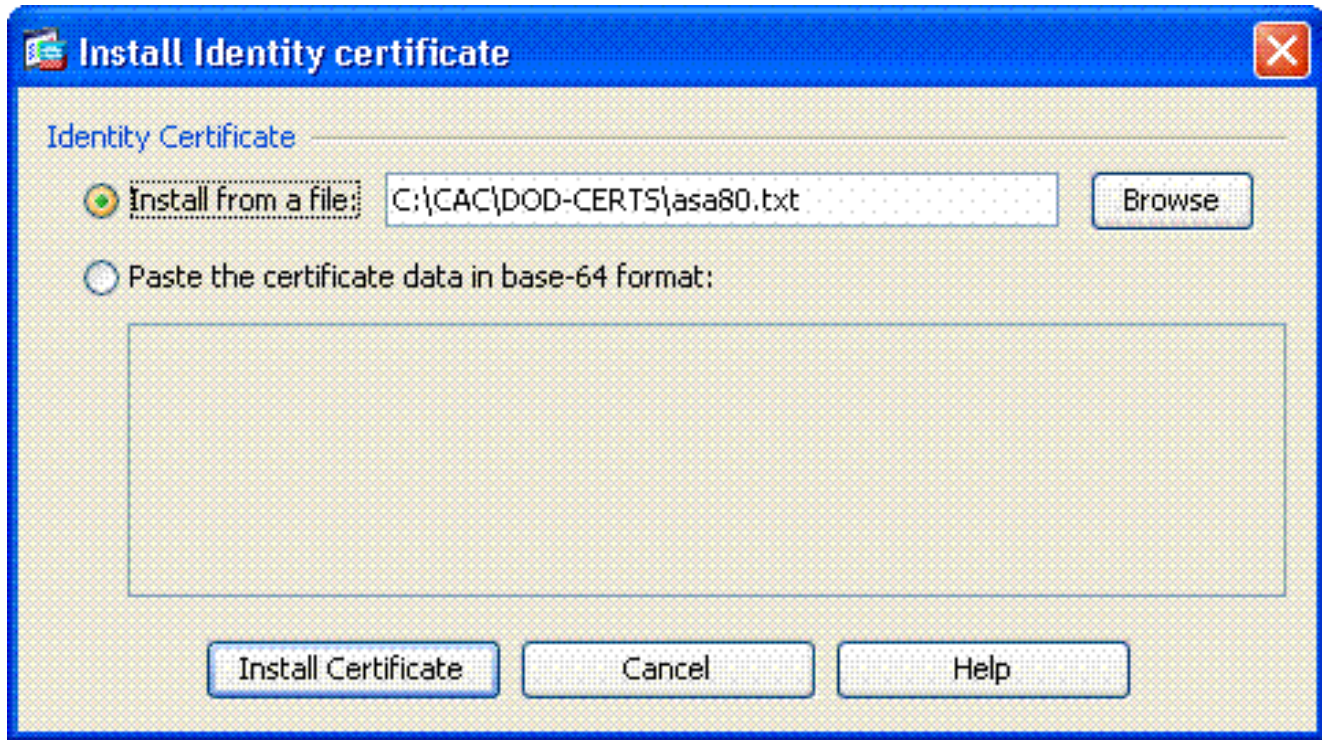 Install Identity certificate
Identity Certificate
Install from a file: C:\CAC\DOD-CERTS\asa80.txt Browse
Paste the certificate data in base-64 format:
Install Certificate Cancel Help